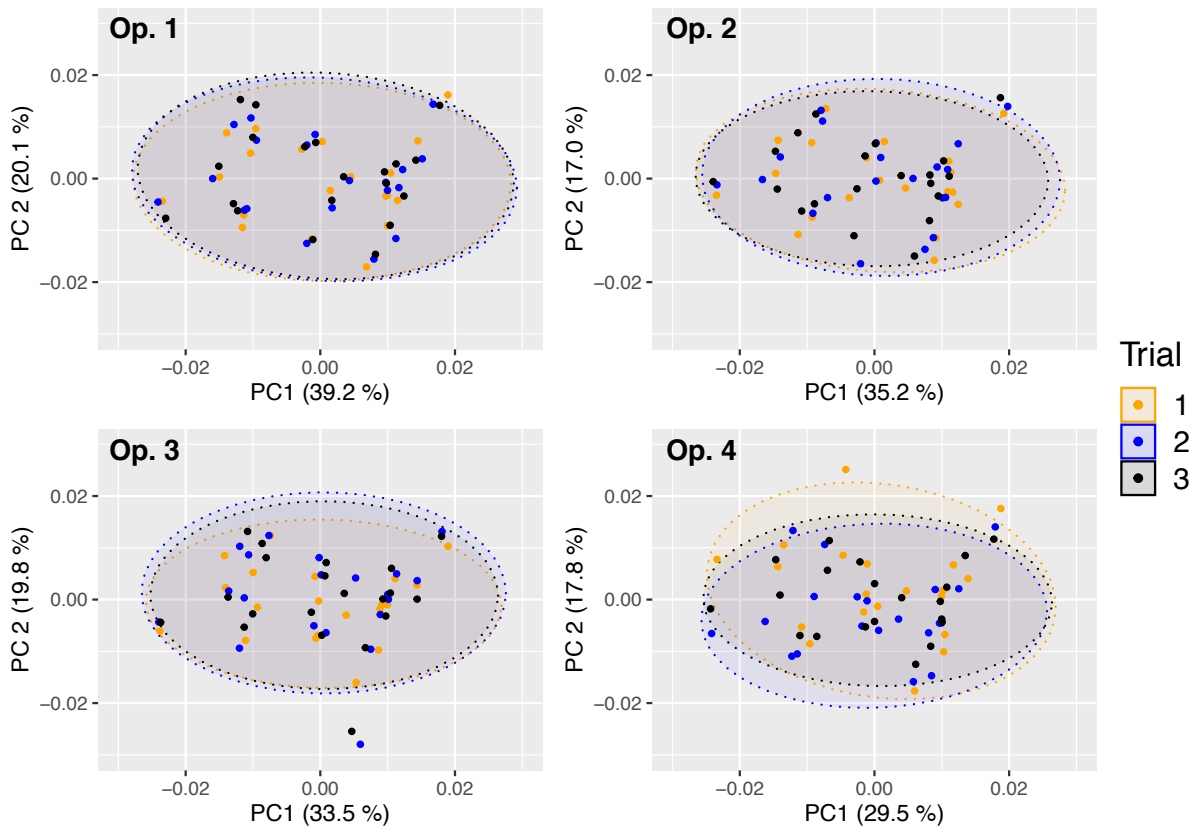 Op. 1
0.02
0.00
−0.02
−0.02
0.00
0.02
PC 2 (20.1 %)
PC1 (39.2 %)
Op. 2
0.02
0.00
−0.02
−0.02
0.00
0.02
PC 2 (17.0 %)
PC1 (35.2 %)
Op. 3
0.02
0.00
−0.02
−0.02
0.00
0.02
PC 2 (19.8 %)
PC1 (33.5 %)
Op. 4
0.02
0.00
−0.02
−0.02
0.00
0.02
PC 2 (17.8 %)
PC1 (29.5 %)
Trial
1
2
3